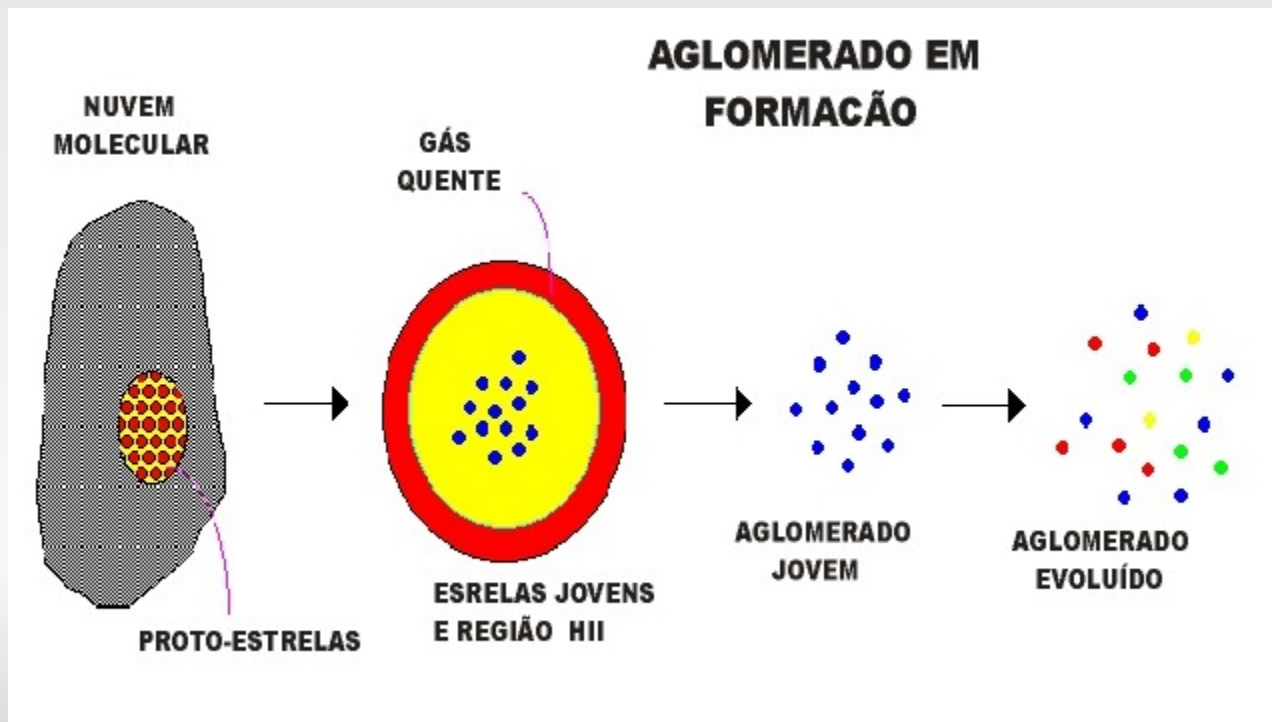 AGLOMERADO EM
FORMACÃO
NUVEM
MOLECULAR
GÁS
QUENTE
PROTO-ESTRELAS
ESRELAS JOVENS
E REGIÃO HII
AGLOMERADO
JOVEM
AGLOMERADO
EVOLUÍDO